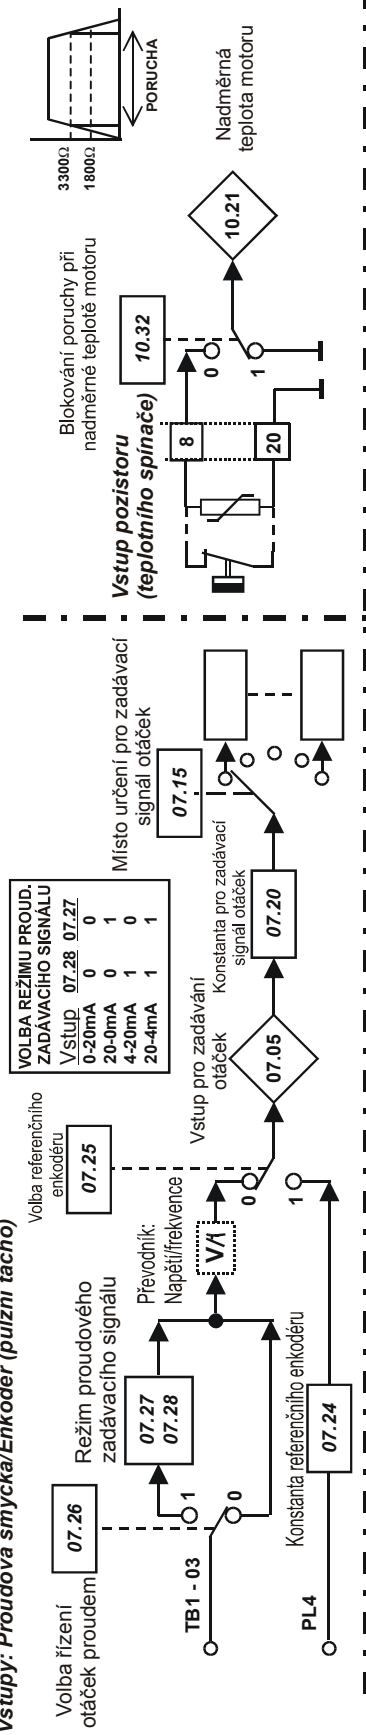 Vstupy: Proudová smyčka/Enkoder (pulzní tacho)
Volba řízení
otáček proudem
07.26
TB1 - 03
1
0
Režim proudového
zadávacího signálu
07.27
07.28
PL4
Konstanta referenčního enkodéru
07.24
Převodník:
Napětí/frekvence
Volba referenčního
enkodéru
07.25
0
1
VOLBA REŽIMU PROUD.
ZADÁVACÍHO SIGNÁLU
Vstup 07.28 07.27
0-20mA 0 0
20-0mA 0 1
4-20mA 1 0
20-4mA 1 1
Vstup pro zadávání
otáček
07.05
Konstanta pro zadávací
signál otáček
07.20
Místo určení pro zadávací
signál otáček
07.15
Vstup pozistoru
(teplotního spínače)
8
20
Blokování poruchy při
nadměrné teplotě motoru
10.32
0
1
10.21
Nadměrná
teplota motoru
3300Ω
1800Ω
PORUCHA